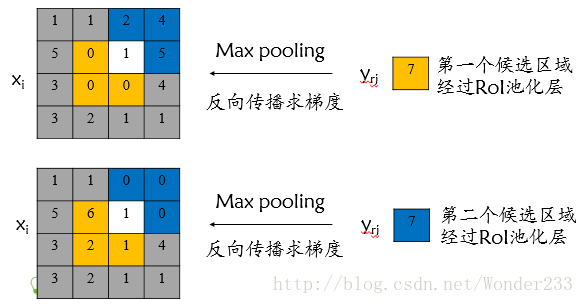 1 1 2 4
5 0 1 5
3 0 0 4
3 2 1 1
xi
Max pooling
反向传播求梯度
yrj
7
第一个候选区域
经过RoI池化层
1 1 0 0
5 6 1 0
3 2 1 4
3 2 1 1
xi
Max pooling
反向传播求梯度
yrj
7
第二个候选区域
经过RoI池化层
http://blog.csdn.net/Wonder233